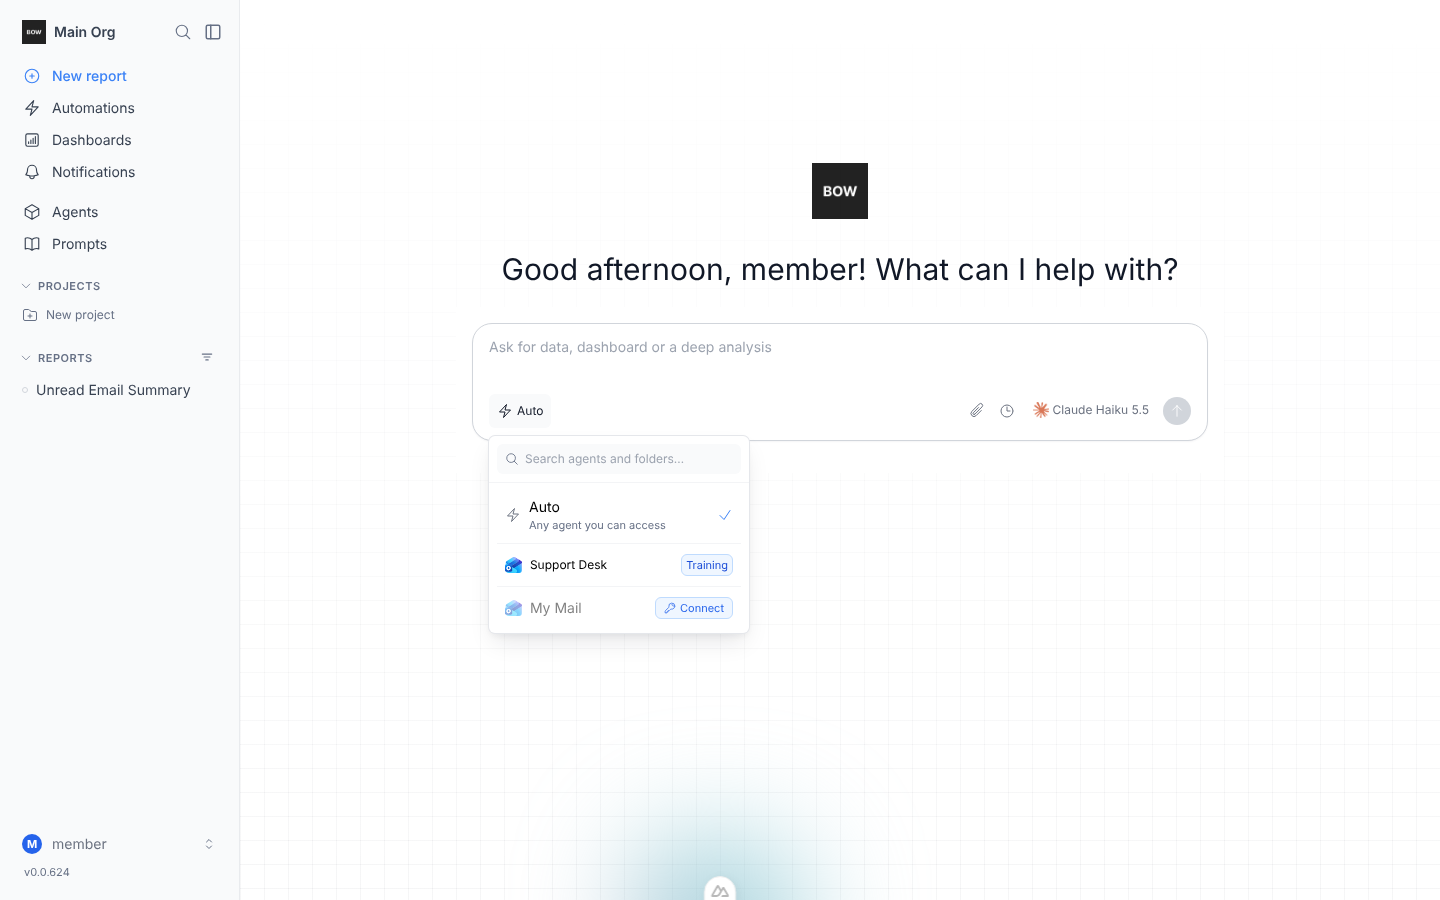 BOW
Main Org
New report
Automations
Dashboards
Notifications
Agents
Prompts
PROJECTS
New project
REPORTS
Unread Email Summary
member
M
v0.0.624
BOW
Good afternoon, member! What can I help with?
Ask for data, dashboard or a deep analysis
Auto
Claude Haiku 5.5
Search agents and folders...
Auto
Any agent you can access
Support Desk
Training
My Mail
Connect